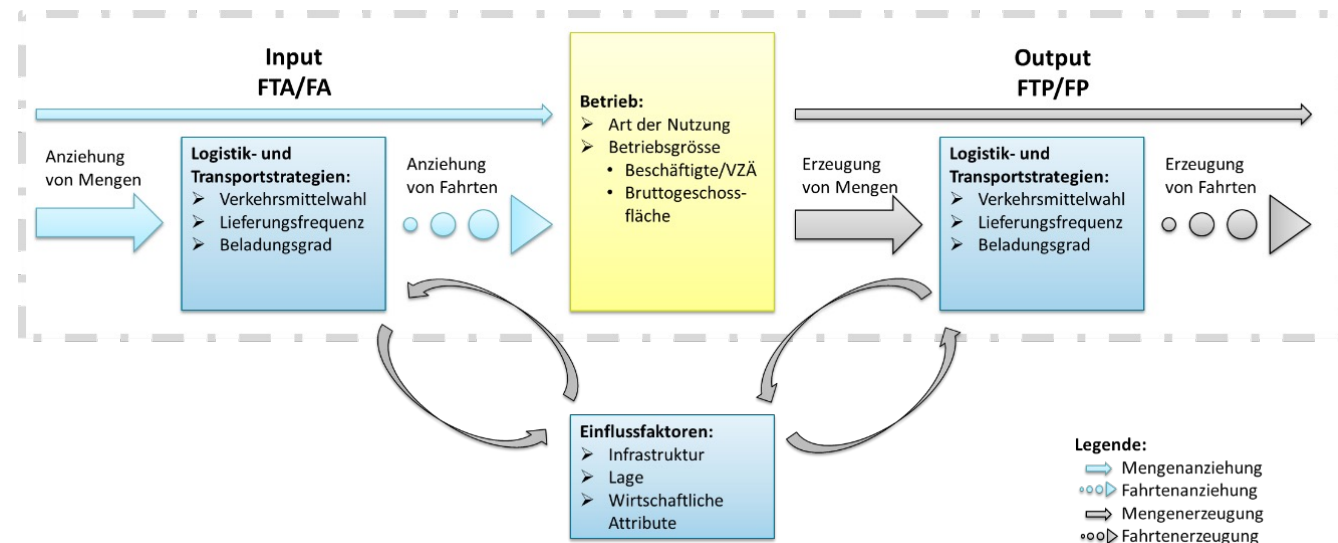 Input
FTA/FA
Anziehung
von Mengen
Logistik- und
Transportstrategien:
➤ Verkehrsmittelwahl
➤ Lieferungsfrequenz
➤ Beladungsgrad
Anziehung
von Fahrten
Betrieb:
➤ Art der Nutzung
➤ Betriebsgrösse
• Beschäftigte/VZÄ
• Bruttogeschoss-
fläche
Output
FTP/FP
Erzeugung
von Mengen
Logistik- und
Transportstrategien:
➤ Verkehrsmittelwahl
➤ Lieferungsfrequenz
➤ Beladungsgrad
Erzeugung
von Fahrten
Einflussfaktoren:
➤ Infrastruktur
➤ Lage
➤ Wirtschaftliche
Attribute
Legende:
Mengenanziehung
Fahrtenanziehung
Mengenerzeugung
Fahrtenerzeugung